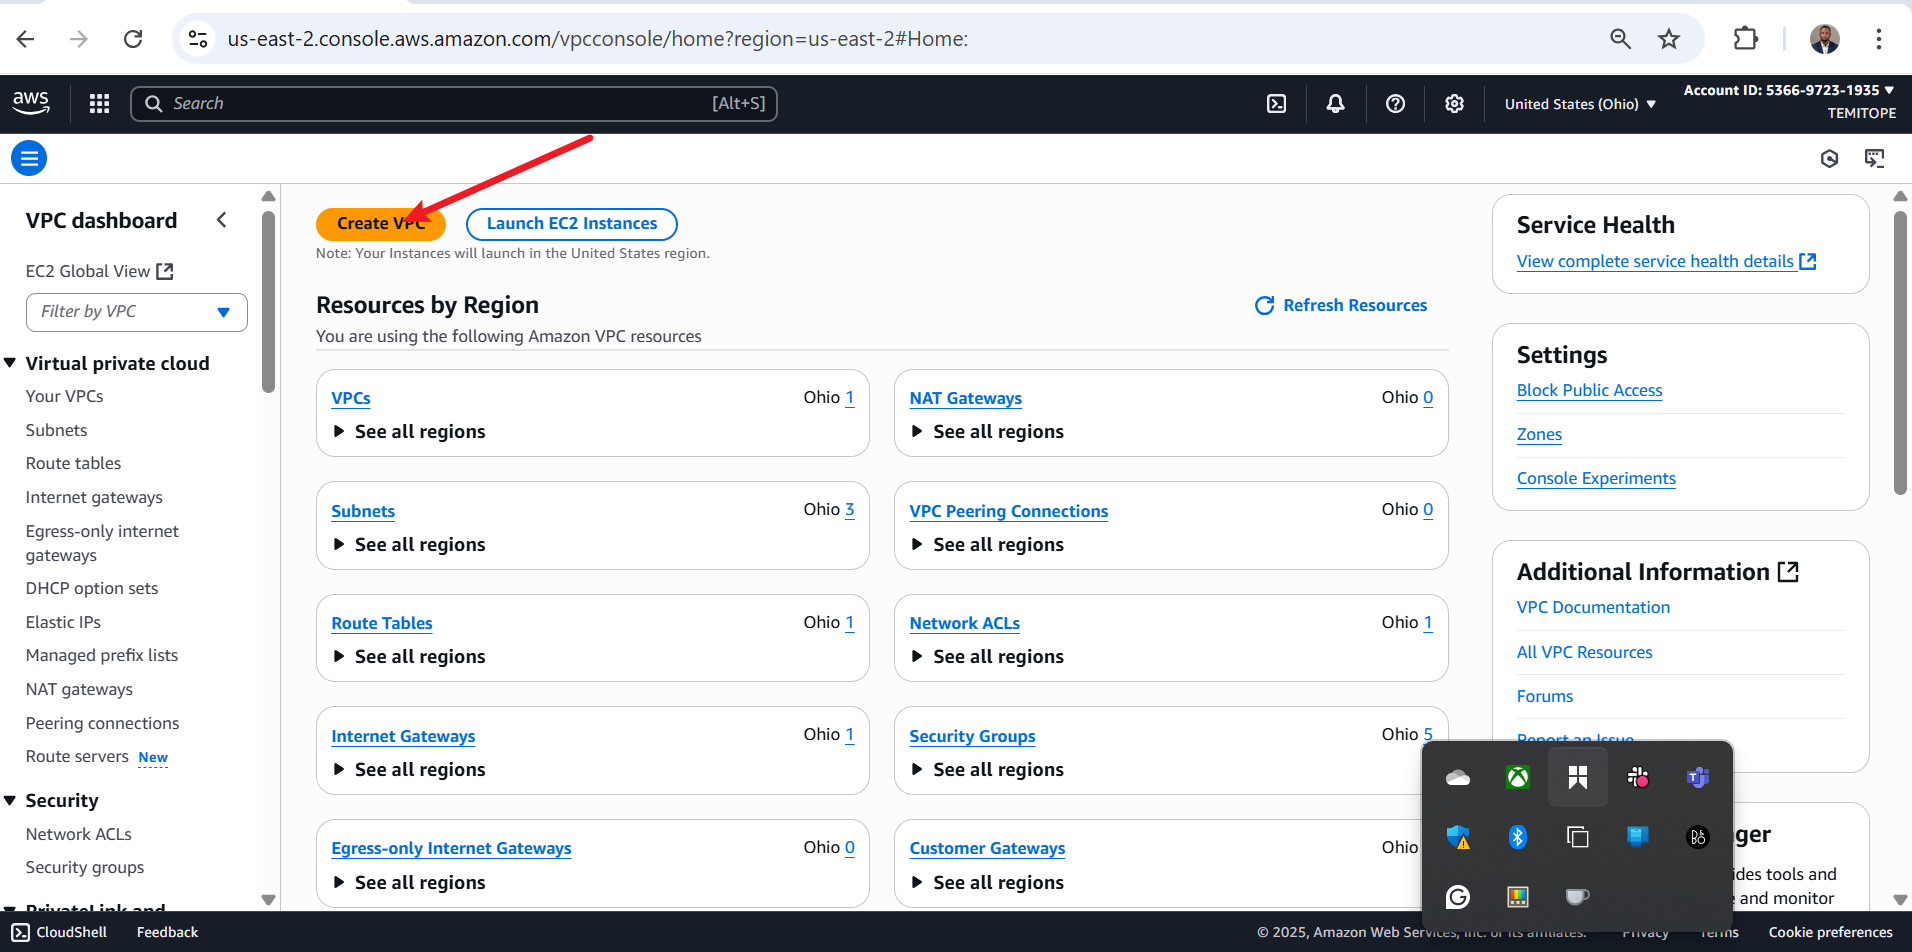 us-east-2.console.aws.amazon.com/vpcconsole/home?region=us-east-2#Home:
aws
Search
[Alt+S]
United States (Ohio)
Account ID: 5366-9723-1935
TEMITOPE
VPC dashboard
EC2 Global View
Filter by VPC
Virtual private cloud
Your VPCs
Subnets
Route tables
Internet gateways
Egress-only internet
gateways
DHCP option sets
Elastic IPs
Managed prefix lists
NAT gateways
Peering connections
Route servers New
Security
Network ACLs
Security groups
PrivateLink and
Create VPC
Launch EC2 Instances
Note: Your Instances will launch in the United States region.
Resources by Region
Refresh Resources
You are using the following Amazon VPC resources
VPCs Ohio 1
See all regions
NAT Gateways Ohio 0
See all regions
Subnets Ohio 3
See all regions
VPC Peering Connections Ohio 0
See all regions
Route Tables Ohio 1
See all regions
Network ACLs Ohio 1
See all regions
Internet Gateways Ohio 1
See all regions
Security Groups Ohio 5
See all regions
Egress-only Internet Gateways Ohio 0
See all regions
Customer Gateways Ohio
See all regions
Service Health
View complete service health details
Settings
Block Public Access
Zones
Console Experiments
Additional Information
VPC Documentation
All VPC Resources
Forums
Report an Issue
ger
ides tools and
e and monitor
CloudShell
Feedback
© 2025, Amazon Web Services, Inc. or its affiliates.
Privacy
Terms
Cookie preferences